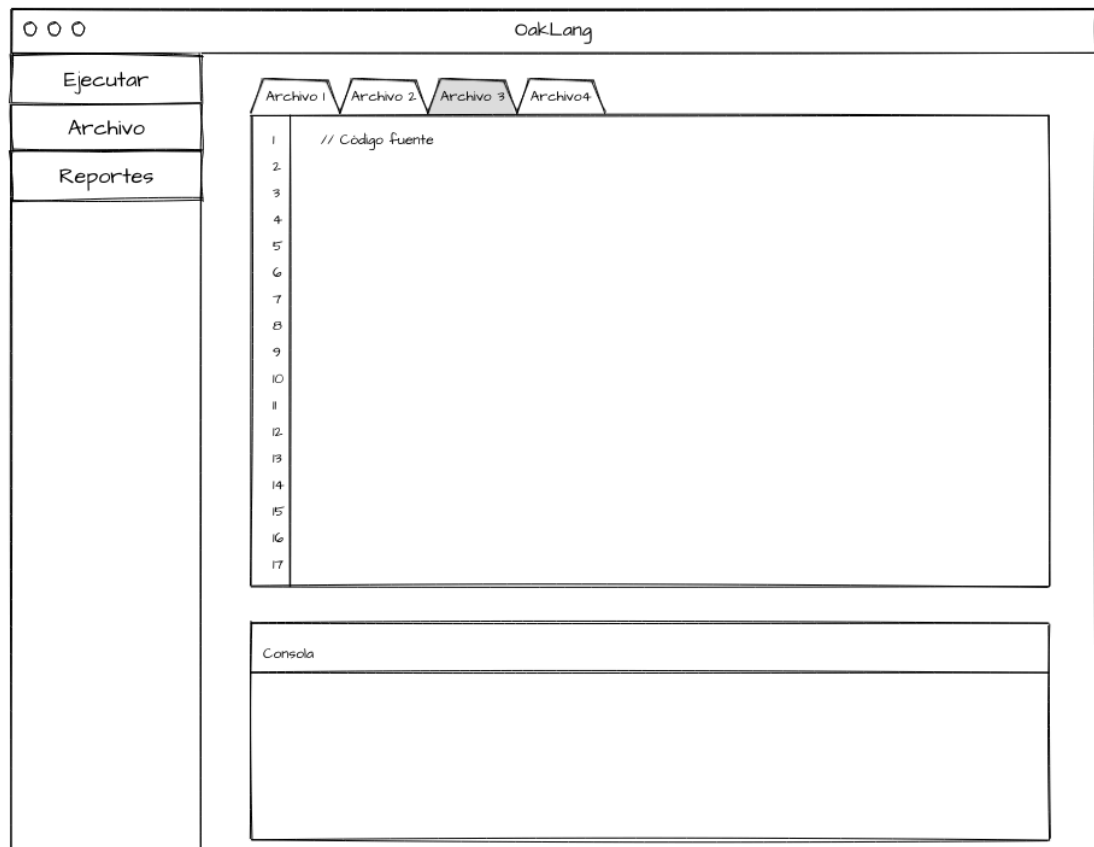 OakLang
Ejecutar
Archivo
Reportes
Archivo 1 Archivo 2 Archivo 3 Archivo4
1 // Código fuente
2
3
4
5
6
7
8
9
10
11
12
13
14
15
16
17
Consola